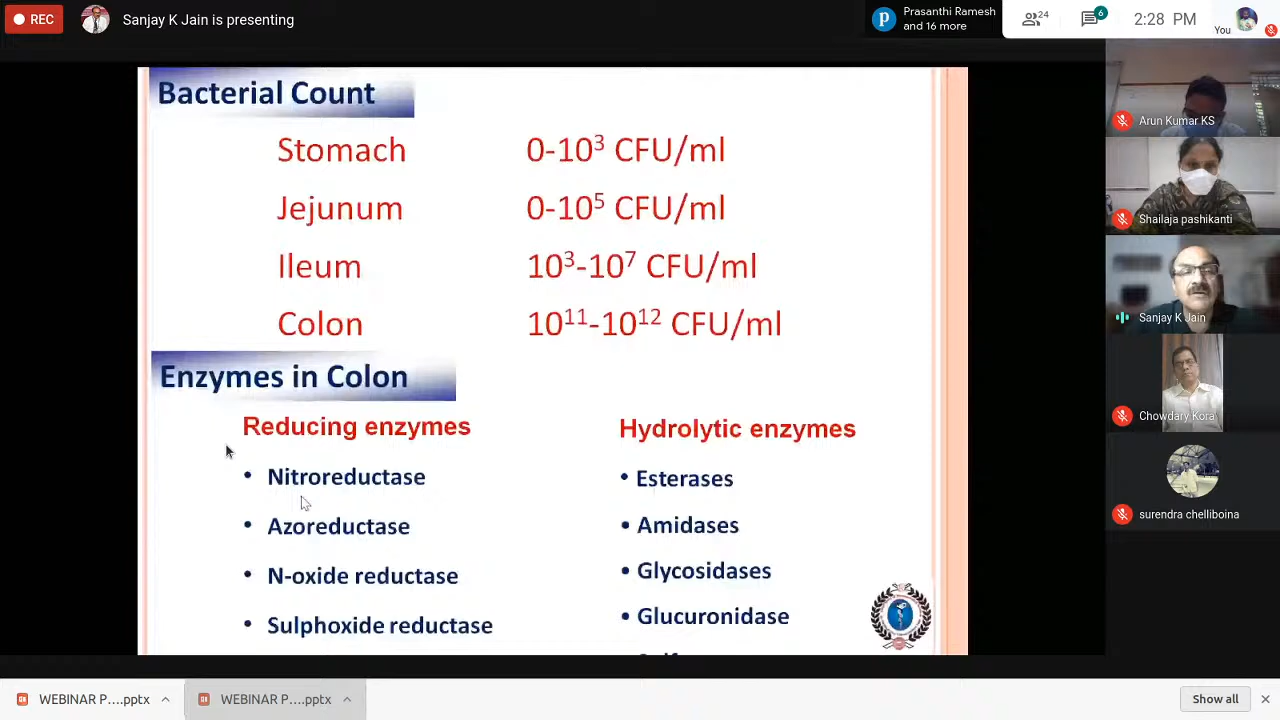 REC
Sanjay K Jain is presenting
P
Prasanthi Ramesh
and 16 more
24
6
2:28 PM
You
Bacterial Count
Stomach 0-10³ CFU/ml
Jejunum 0-10⁵ CFU/ml
Ileum 10³-10⁷ CFU/ml
Colon 10¹¹-10¹² CFU/ml
Enzymes in Colon
Reducing enzymes
• Nitroreductase
• Azoreductase
• N-oxide reductase
• Sulphoxide reductase
Hydrolytic enzymes
• Esterases
• Amidases
• Glycosidases
• Glucuronidase
Arun Kumar KS
Shailaja pashikanti
Sanjay K Jain
Chowdary Kora
surendra chelliboina
WEBINAR P....pptx
WEBINAR P....pptx
Show all